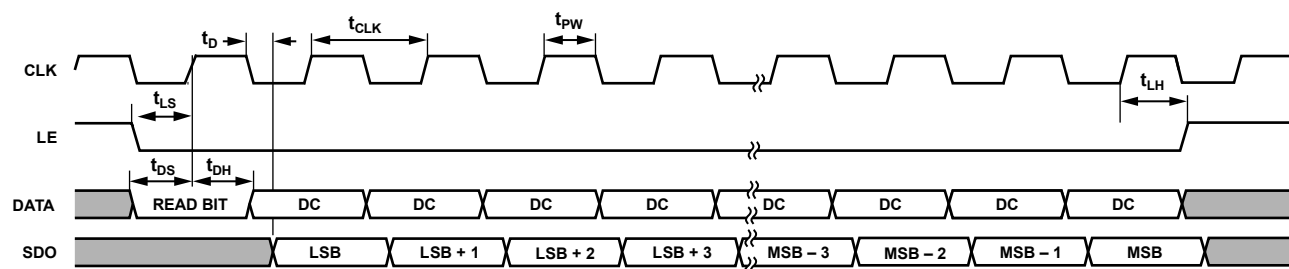 tD
tCLK
tPW
CLK
tLS
tLH
LE
tDS
tDH
DATA READ BIT DC DC DC DC DC DC DC DC
SDO LSB LSB + 1 LSB + 2 LSB + 3 MSB – 3 MSB – 2 MSB – 1 MSB